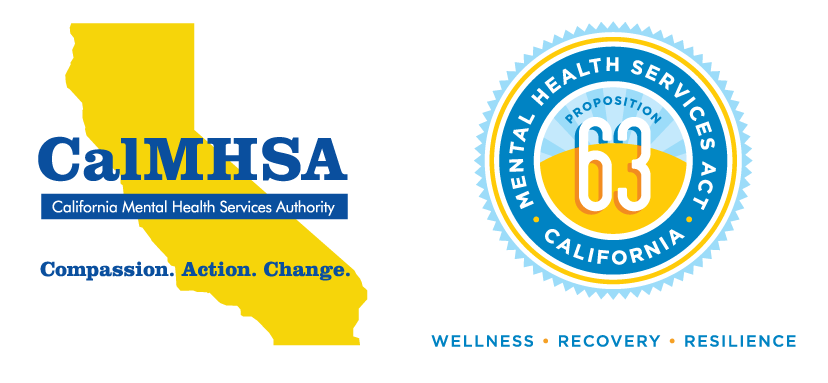 CalMHSA
California Mental Health Services Authority
Compassion. Action. Change.
MENTAL HEALTH SERVICES ACT
PROPOSITION
63
• CALIFORNIA •
WELLNESS • RECOVERY • RESILIENCE